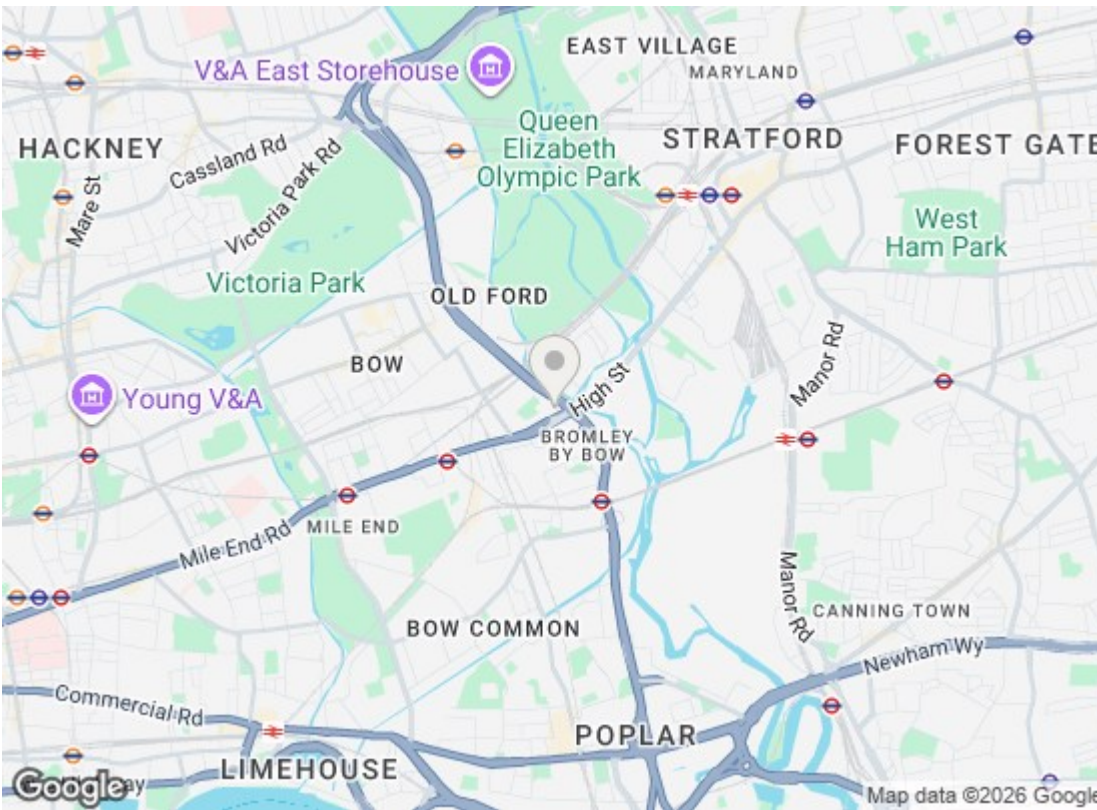 EAST VILLAGE
V&A East Storehouse
MARYLAND
Queen
Elizabeth
Olympic Park
STRATFORD
FOREST GATE
HACKNEY
Cassland Rd
Victoria Park Rd
Mare St
West
Ham Park
Victoria Park
OLD FORD
BOW
Manor Rd
High St
Young V&A
BROMLEY
BY BOW
MILE END
Mile End Rd
Manor Rd
CANNING TOWN
BOW COMMON
Newham Wy
Commercial Rd
POPLAR
LIMEHOUSE
Google
Map data ©2026 Google